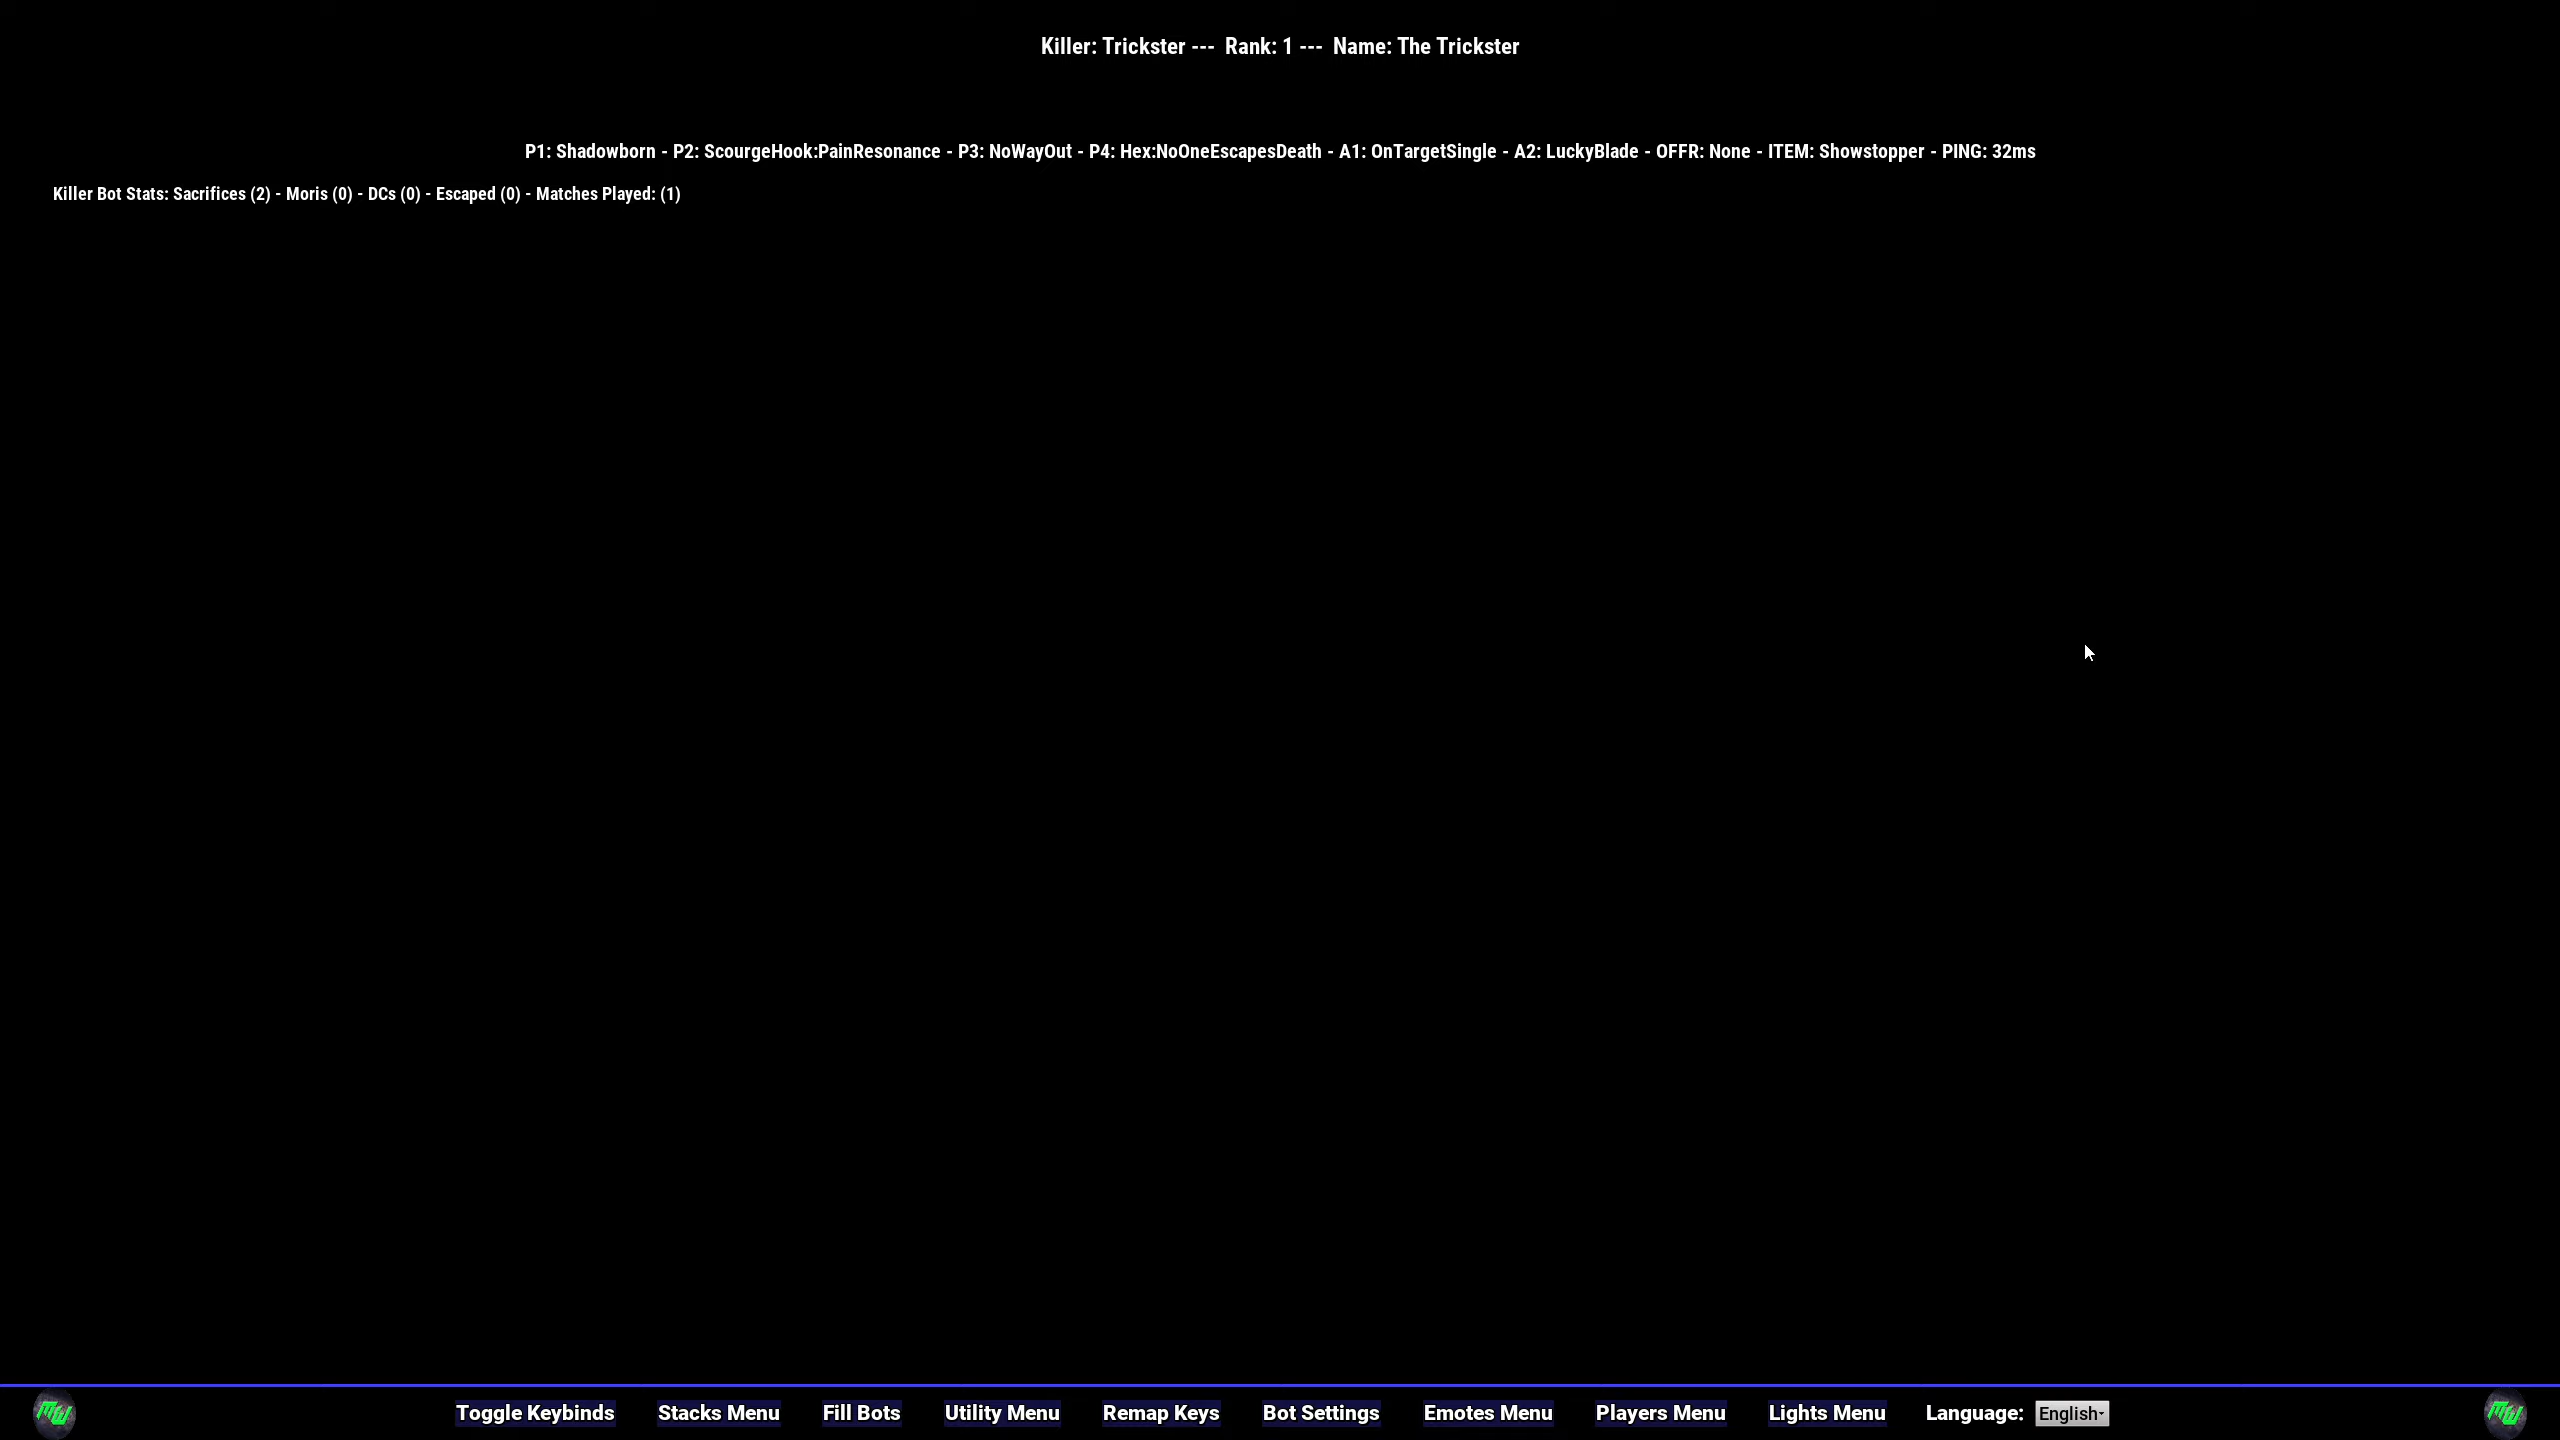 Killer: Trickster --- Rank: 1 --- Name: The Trickster
P1: Shadowborn - P2: ScourgeHook:PainResonance - P3: NoWayOut - P4: Hex:NoOneEscapesDeath - A1: OnTargetSingle - A2: LuckyBlade - OFFR: None - ITEM: Showstopper - PING: 32ms
Killer Bot Stats: Sacrifices (2) - Moris (0) - DCs (0) - Escaped (0) - Matches Played: (1)
MW Toggle Keybinds Stacks Menu Fill Bots Utility Menu Remap Keys Bot Settings Emotes Menu Players Menu Lights Menu Language: English MW